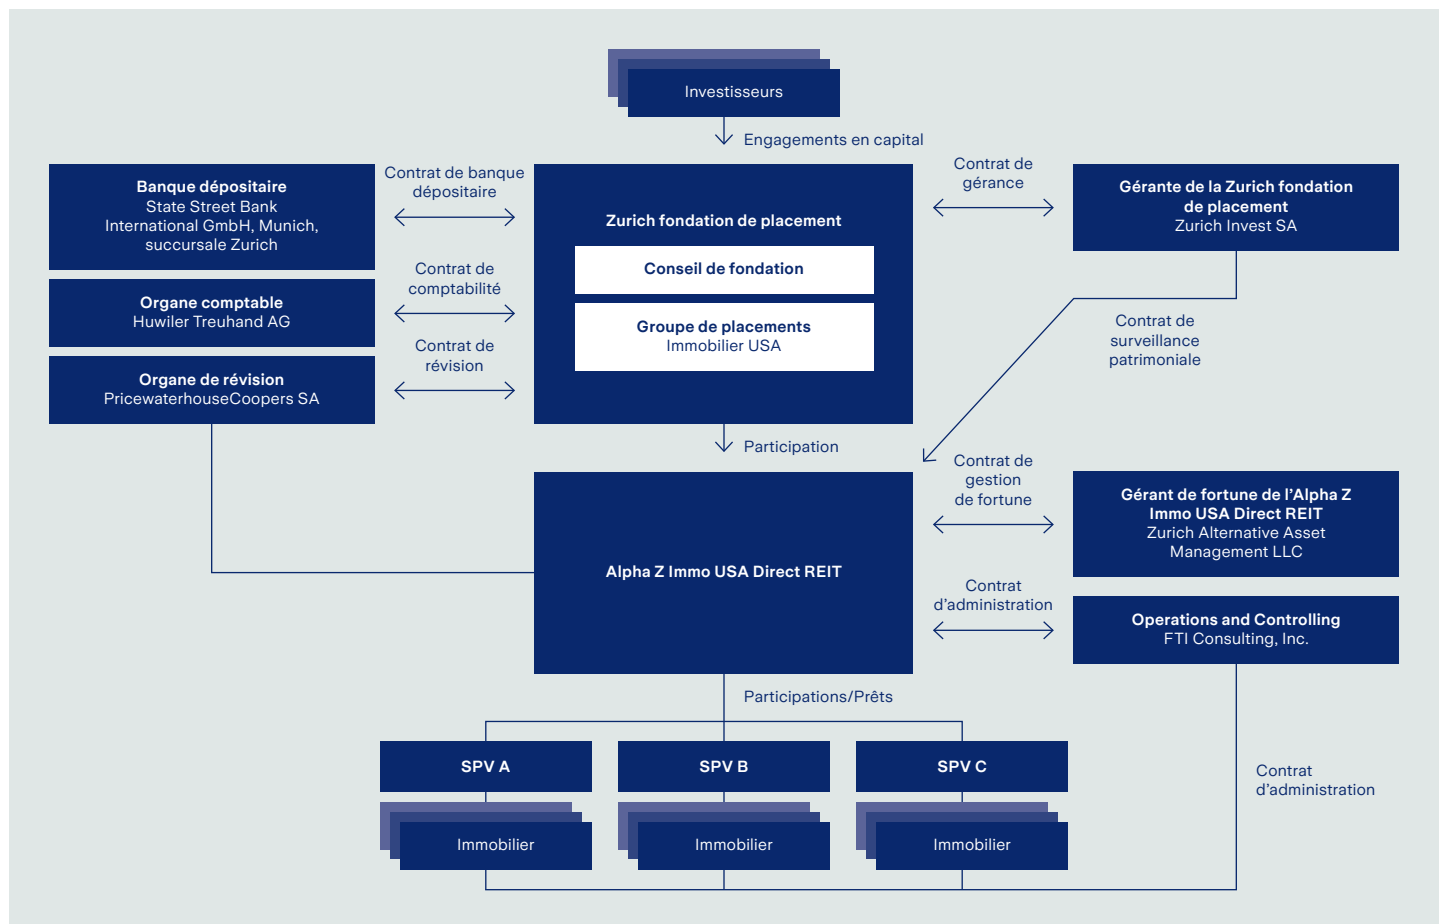 Investisseurs
Engagements en capital
Banque dépositaire
State Street Bank
International GmbH, Munich,
succursale Zurich
Contrat de banque
dépositaire
Zurich fondation de placement
Conseil de fondation
Groupe de placements
Immobilier USA
Contrat de
gérance
Gérante de la Zurich fondation
de placement
Zurich Invest SA
Organe comptable
Huwiler Treuhand AG
Contrat de
comptabilité
Organe de révision
PricewaterhouseCoopers SA
Contrat de
révision
Contrat de
surveillance
patrimoniale
Participation
Alpha Z Immo USA Direct REIT
Contrat de
gestion
de fortune
Gérant de fortune de l’Alpha Z
Immo USA Direct REIT
Zurich Alternative Asset
Management LLC
Contrat
d’administration
Operations and Controlling
FTI Consulting, Inc.
Participations/Prêts
SPV A
SPV B
SPV C
Immobilier
Immobilier
Immobilier
Contrat
d’administration